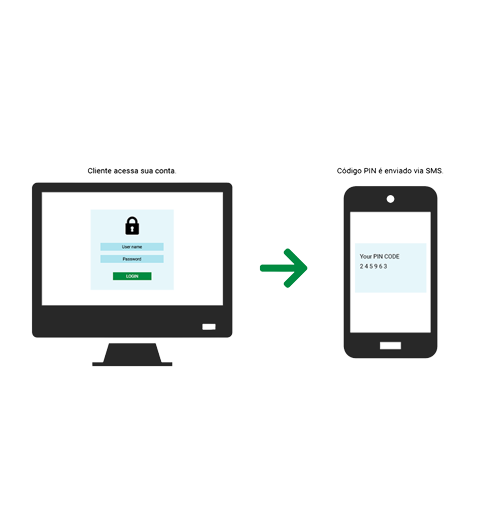 Cliente acessa sua conta.
User name
Password
LOGIN
Código PIN é enviado via SMS.
Your PIN CODE
2 4 5 9 6 3